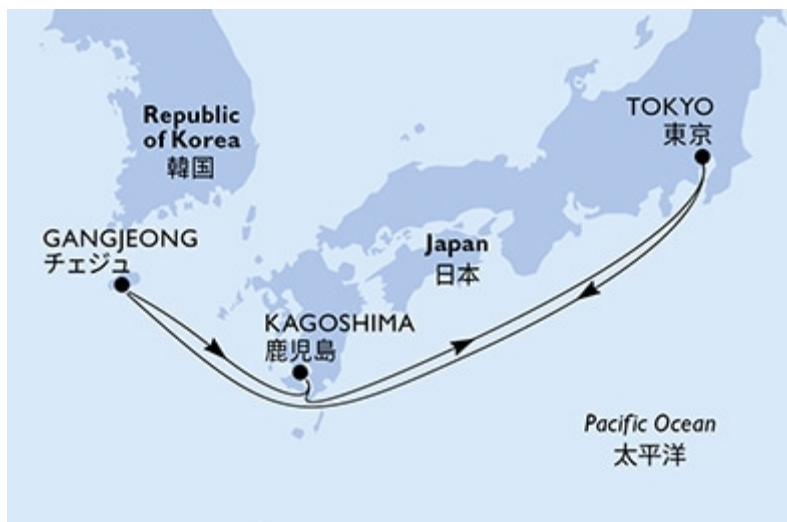 TOKYO
東京
Republic
of Korea
韓国
GANGJEONG
チェジュ
Japan
日本
KAGOSHIMA
鹿児島
Pacific Ocean
太平洋